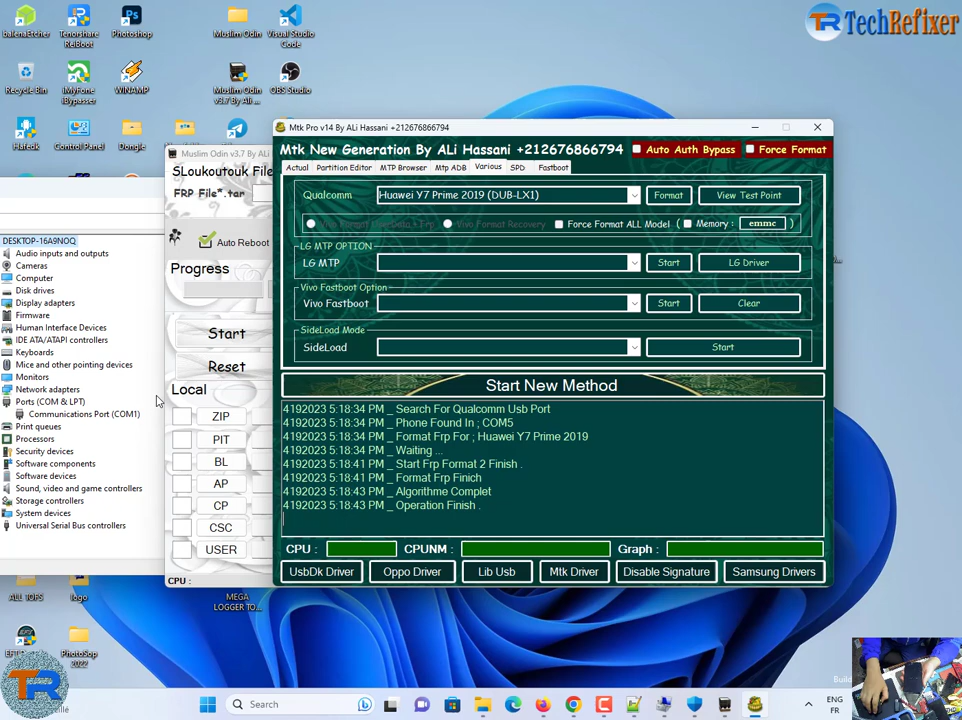 TechRefixer
balenaEtcher
Tenorshare
ReiBoot
Photoshop
Muslim Odin
Visual Studio
Code
Recycle Bin
iMyFone
iBypasser
WINAMP
Muslim Odin
v3.7 By Ali ...
OBS Studio
Control Panel
Dongle
DESKTOP-16A9NOQ
Audio inputs and outputs
Cameras
Computer
Disk drives
Display adapters
Firmware
Human Interface Devices
IDE ATA/ATAPI controllers
Keyboards
Mice and other pointing devices
Monitors
Network adapters
Ports (COM & LPT)
Communications Port (COM1)
Print queues
Processors
Security devices
Software components
Software devices
Sound, video and game controllers
Storage controllers
System devices
Universal Serial Bus controllers
Muslim Odin v3.7 By ALi
SLoukoutouk File
FRP File*.tar
Auto Reboot
Progress
Start
Reset
Local
ZIP
PIT
BL
AP
CP
CSC
USER
CPU :
Mtk Pro v14 By ALi Hassani +212676866794
Mtk New Generation By ALi Hassani +212676866794
Auto Auth Bypass
Force Format
Actual
Partition Editor
MTP Browser
Mtp ADB
Various
SPD
Fastboot
Qualcomm
Huawei Y7 Prime 2019 (DUB-LX1)
Format
View Test Point
Vivo Format Recovery
Force Format ALL Model
( Memory : emmc )
LG MTP OPTION
LG MTP
Start
LG Driver
Vivo Fastboot Option
Vivo Fastboot
Start
Clear
SideLoad Mode
SideLoad
Start
Start New Method
4192023 5:18:34 PM _ Search For Qualcomm Usb Port
4192023 5:18:34 PM _ Phone Found In ; COM5
4192023 5:18:34 PM _ Format Frp For ; Huawei Y7 Prime 2019
4192023 5:18:34 PM _ Waiting ...
4192023 5:18:41 PM _ Start Frp Format 2 Finish .
4192023 5:18:41 PM _ Format Frp Finich
4192023 5:18:43 PM _ Algorithme Complet
4192023 5:18:43 PM _ Operation Finish .
CPU :
CPUNM :
Graph :
UsbDk Driver
Oppo Driver
Lib Usb
Mtk Driver
Disable Signature
Samsung Drivers
ALL TOPS
logo
MEGA
LOGGER TO...
PhotoSop
2022
TR
Search
ENG
FR